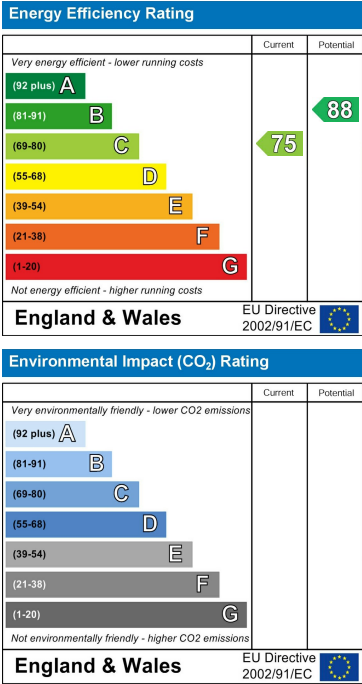 Energy Efficiency Rating
Current Potential
Very energy efficient - lower running costs
(92 plus) A
(81-91) B
(69-80) C
(55-68) D
(39-54) E
(21-38) F
(1-20) G
88
75
Not energy efficient - higher running costs
England & Wales
EU Directive
2002/91/EC
Environmental Impact (CO₂) Rating
Current Potential
Very environmentally friendly - lower CO2 emissions
(92 plus) A
(81-91) B
(69-80) C
(55-68) D
(39-54) E
(21-38) F
(1-20) G
Not environmentally friendly - higher CO2 emissions
England & Wales
EU Directive
2002/91/EC